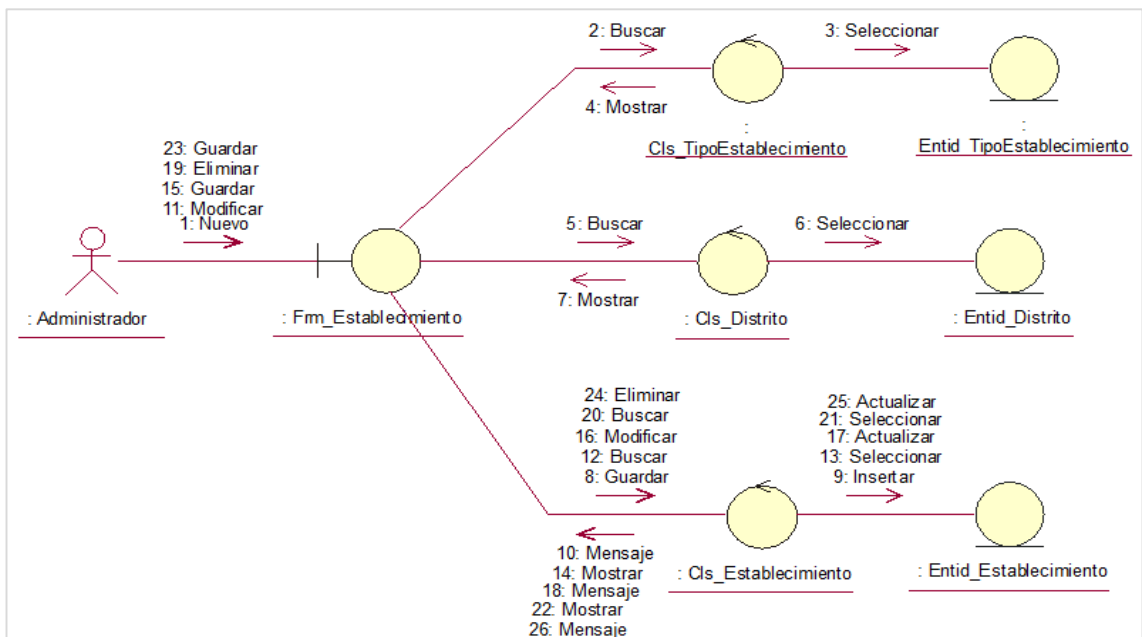 2: Buscar
3: Seleccionar
4: Mostrar
:
Cls_TipoEstablecimiento
:
Entid_TipoEstablecimiento
23: Guardar
19: Eliminar
15: Guardar
11: Modificar
1: Nuevo
: Administrador
: Frm_Establecimiento
5: Buscar
6: Seleccionar
7: Mostrar
: Cls_Distrito
: Entid_Distrito
24: Eliminar
20: Buscar
16: Modificar
12: Buscar
8: Guardar
25: Actualizar
21: Seleccionar
17: Actualizar
13: Seleccionar
9: Insertar
10: Mensaje
14: Mostrar
18: Mensaje
22: Mostrar
26: Mensaje
: Cls_Establecimiento
: Entid_Establecimiento